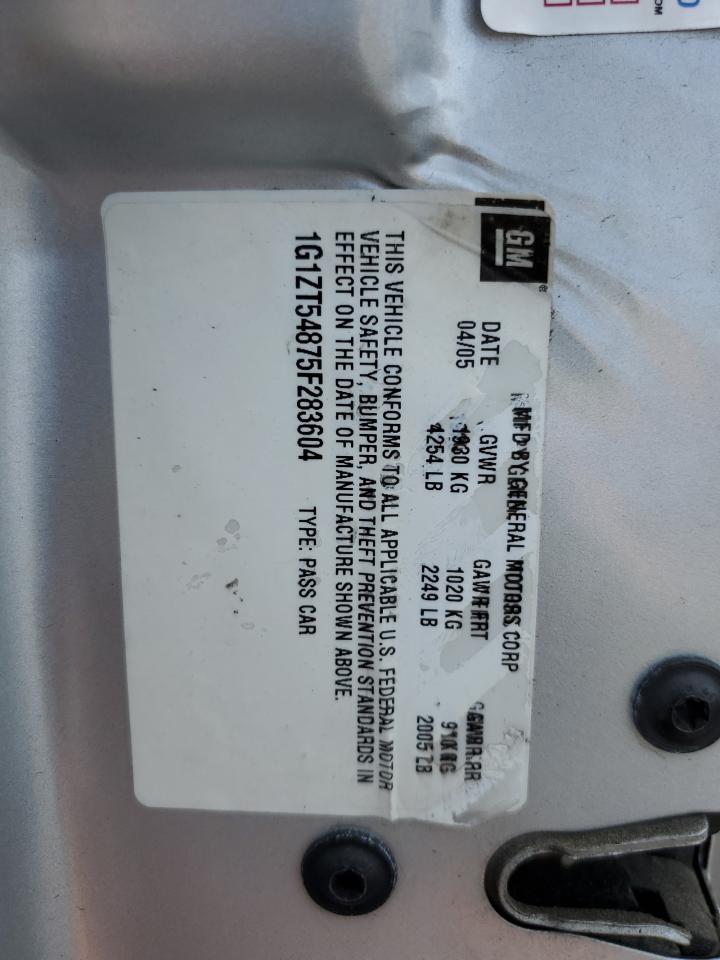 GM
MFD BY GENERAL MOTORS CORP
DATE GVWR GAWR FRT GAWR RR
04/05 1930 KG 1020 KG 910 KG
4254 LB 2249 LB 2005 LB
THIS VEHICLE CONFORMS TO ALL APPLICABLE U.S. FEDERAL MOTOR
VEHICLE SAFETY, BUMPER, AND THEFT PREVENTION STANDARDS IN
EFFECT ON THE DATE OF MANUFACTURE SHOWN ABOVE.
1G1ZT54875F283604 TYPE: PASS CAR